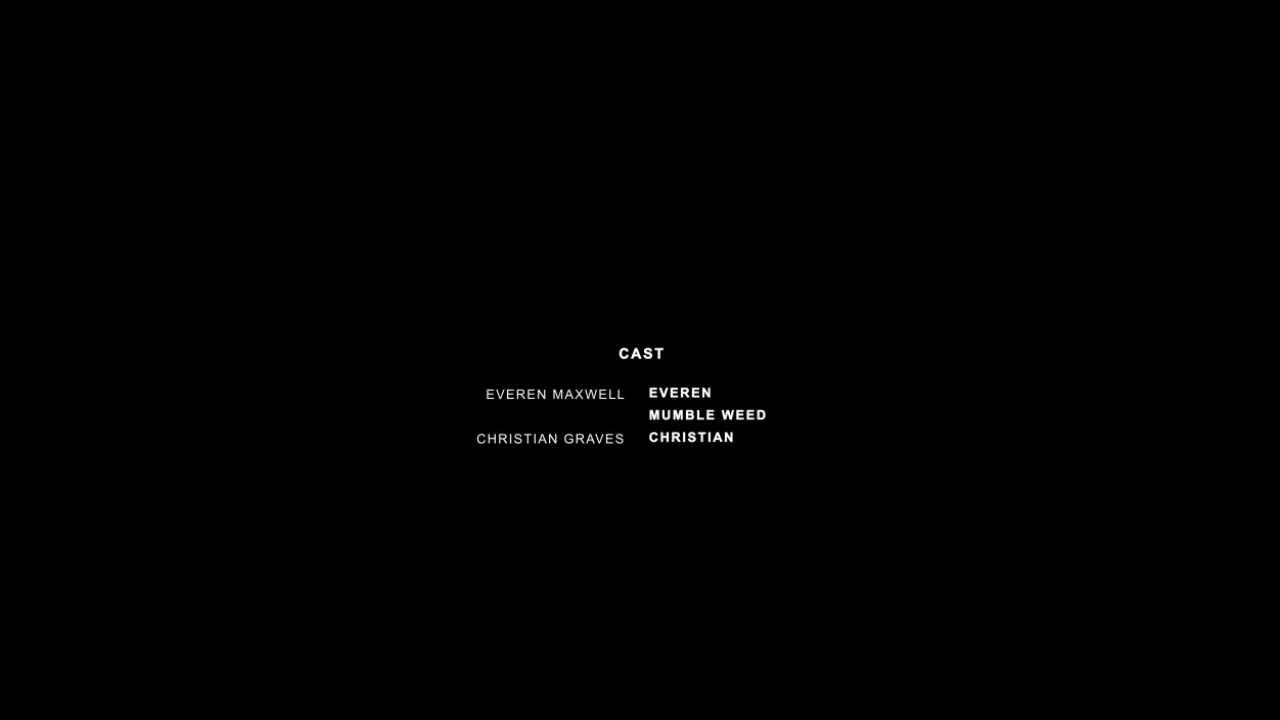 CAST
EVEREN MAXWELL EVEREN
MUMBLE WEED
CHRISTIAN GRAVES CHRISTIAN